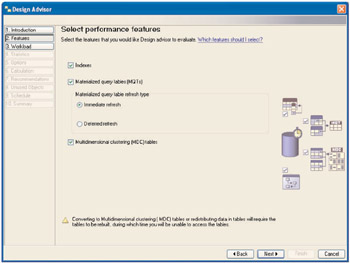 Design Advisor
1. Introduction
2. Features
3. Workload
4. Statistics
5. Options
6. Calculation
7. Recommendations
8. Unused Objects
9. Schedule
10. Summary
Select performance features
Select the features that you would like Design advisor to evaluate. Which features should I select?
Indexes
Materialized query tables (MQTs)
Materialized query table refresh type:
Immediate refresh
Deferred refresh
Multidimensional clustering (MDC) tables
Converting to Multidimensional clustering( MDC) tables or redistributing data in tables will require
the tables to be rebuilt, during which time you will be unable to access the tables.
Back
Next
Finish
Cancel